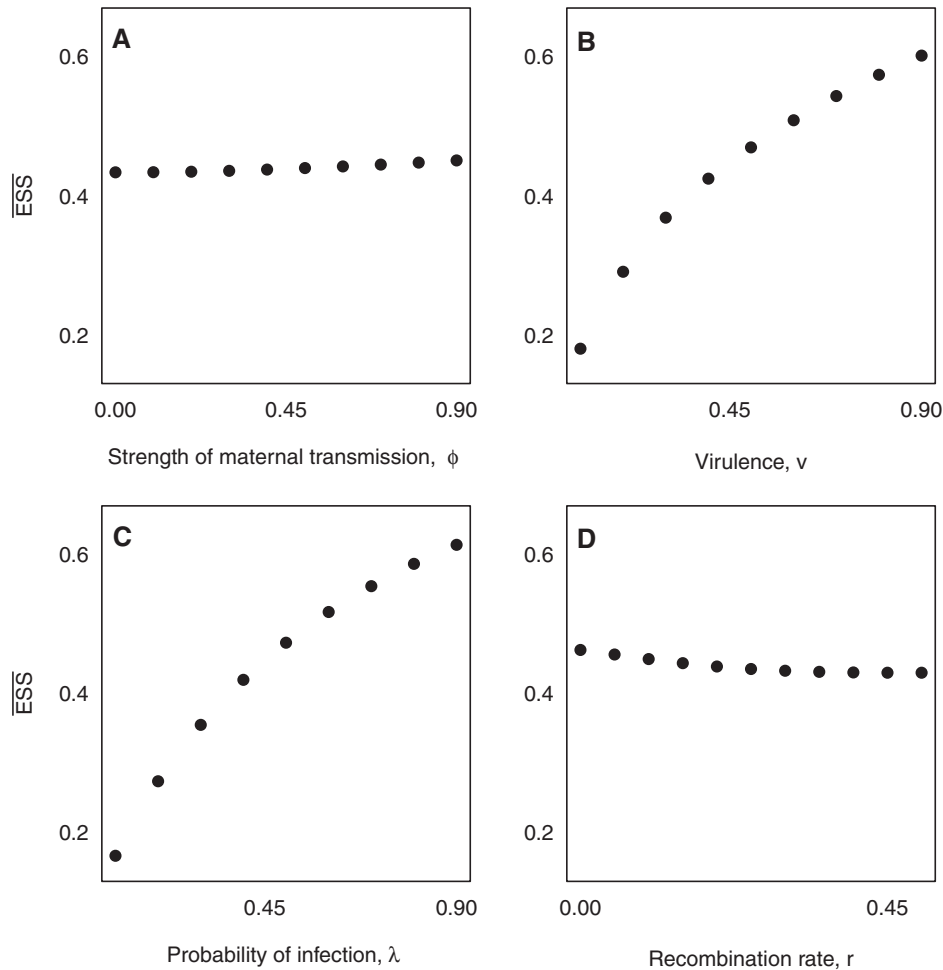 A
0.6
0.4
0.2
ESS
0.00
0.45
0.90
Strength of maternal transmission, ϕ
B
0.6
0.4
0.2
0.45
0.90
Virulence, v
C
0.6
0.4
0.2
ESS
0.45
0.90
Probability of infection, λ
D
0.6
0.4
0.2
0.00
0.45
Recombination rate, r